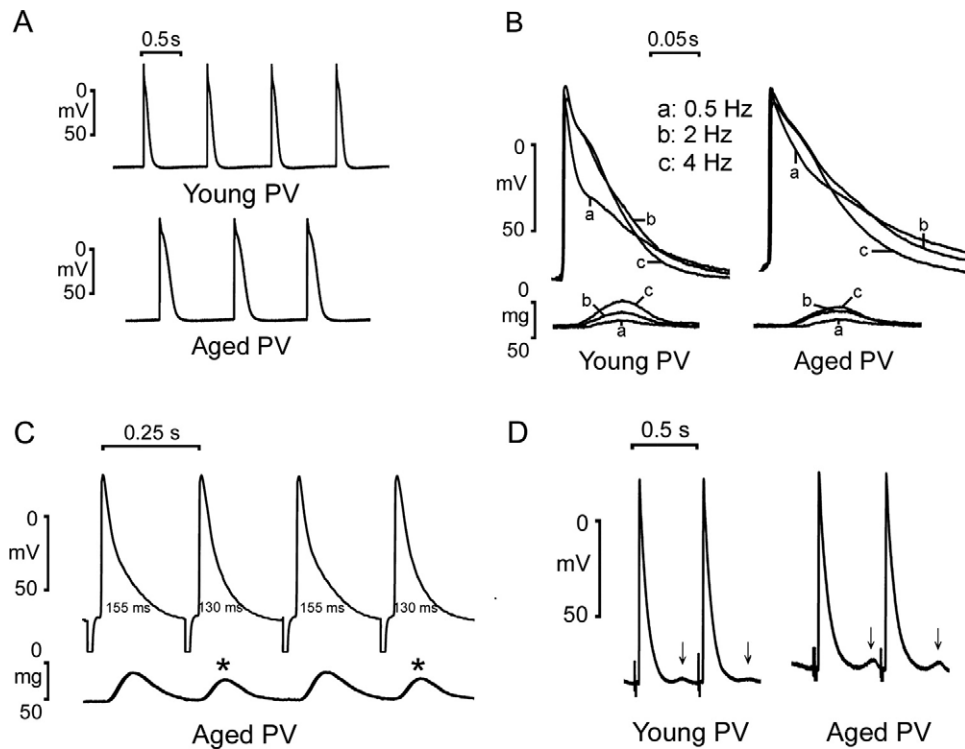 A
0.5s
0
mV
50
Young PV
0
mV
50
Aged PV
B
0.05s
a: 0.5 Hz
b: 2 Hz
c: 4 Hz
0
mV
50
a
b
c
a
b
c
0
mg
50
b
c
a
b
c
a
Young PV
Aged PV
C
0.25 s
0
mV
50
155 ms
130 ms
155 ms
130 ms
0
mg
50
*
*
Aged PV
D
0.5 s
0
mV
50
Young PV
Aged PV